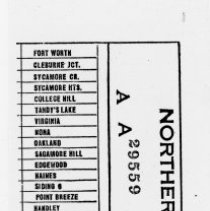 FORT WORTH
CLEBURNE JCT.
SYCAMORE CR.
SYCAMORE HTS.
COLLEGE HILL
TANDY'S LAKE
VIRGINIA
NONA
OAKLAND
SAGAMORE HILL
EDGEWOOD
HAINES
SIDING 6
POINT BREEZE
HANDLEY
A A 29559
NORTHER